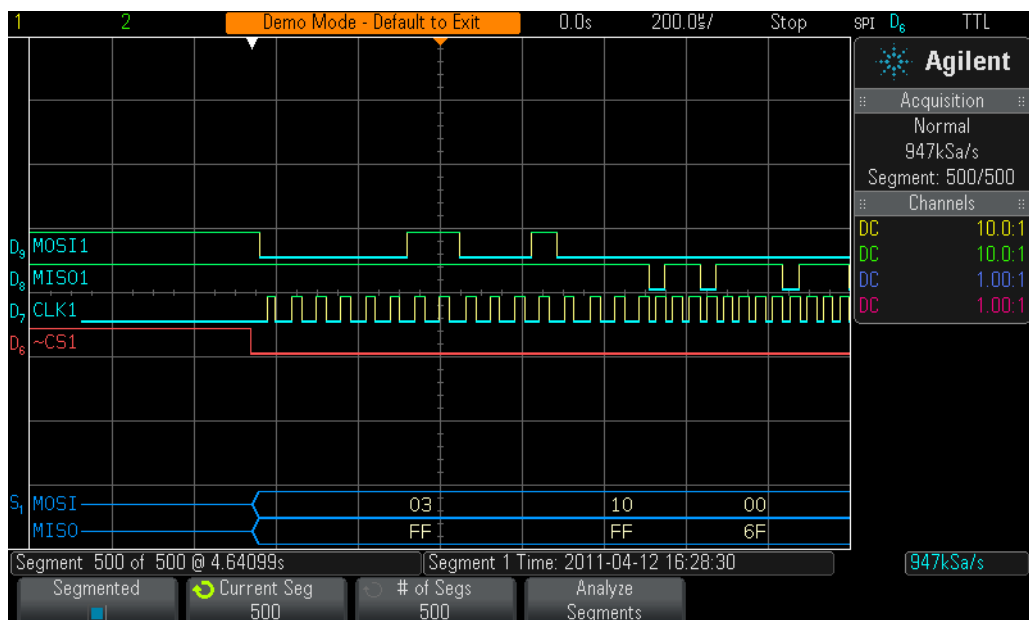 1 2 Demo Mode - Default to Exit 0.0s 200.0㎲/ Stop SPI D6 TTL
Agilent
Acquisition
Normal
947kSa/s
Segment: 500/500
Channels
DC 10.0:1
DC 10.0:1
DC 1.00:1
DC 1.00:1
D9 MOSI1
D8 MISO1
D7 CLK1
D6 ~CS1
S1 MOSI 03 10 00
MISO FF FF 6F
Segment 500 of 500 @ 4.64099s Segment 1 Time: 2011-04-12 16:28:30 947kSa/s
Segmented Current Seg # of Segs Analyze
500 500 Segments